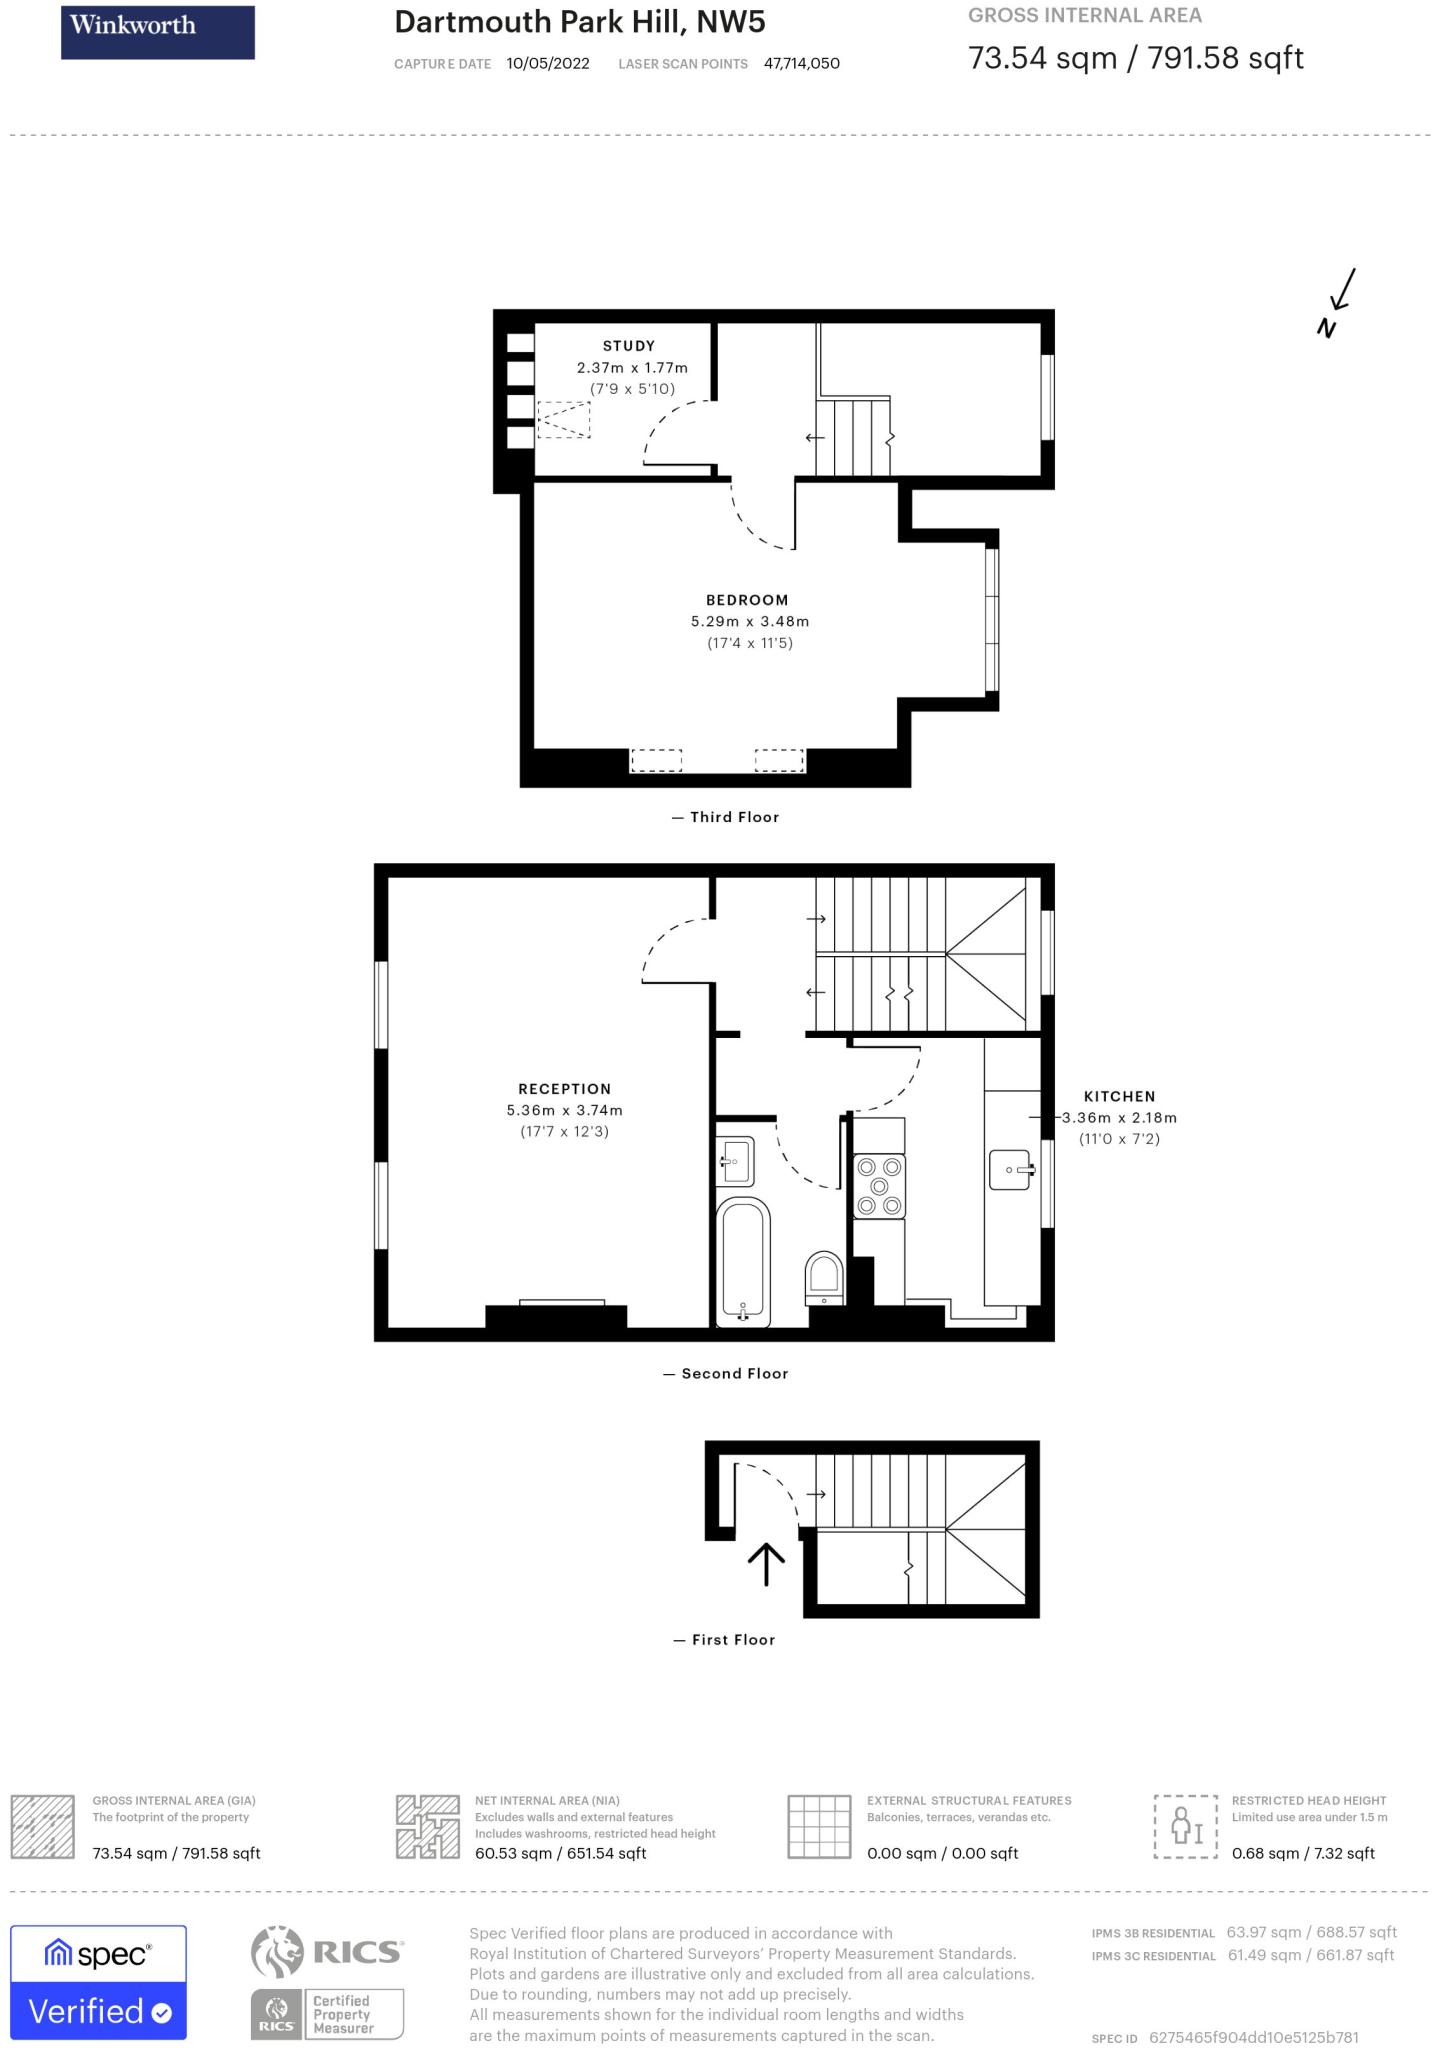 Winkworth
Dartmouth Park Hill, NW5
CAPTURE DATE 10/05/2022 LASER SCAN POINTS 47,714,050
GROSS INTERNAL AREA
73.54 sqm / 791.58 sqft
N
STUDY
2.37m x 1.77m
(7'9 x 5'10)
BEDROOM
5.29m x 3.48m
(17'4 x 11'5)
— Third Floor
RECEPTION
5.36m x 3.74m
(17'7 x 12'3)
KITCHEN
3.36m x 2.18m
(11'0 x 7'2)
— Second Floor
— First Floor
GROSS INTERNAL AREA (GIA)
The footprint of the property
73.54 sqm / 791.58 sqft
NET INTERNAL AREA (NIA)
Excludes walls and external features
Includes washrooms, restricted head height
60.53 sqm / 651.54 sqft
EXTERNAL STRUCTURAL FEATURES
Balconies, terraces, verandas etc.
0.00 sqm / 0.00 sqft
RESTRICTED HEAD HEIGHT
Limited use area under 1.5 m
0.68 sqm / 7.32 sqft
spec®
Verified
RICS®
RICS
Certified
Property
Measurer
Spec Verified floor plans are produced in accordance with
Royal Institution of Chartered Surveyors' Property Measurement Standards.
Plots and gardens are illustrative only and excluded from all area calculations.
Due to rounding, numbers may not add up precisely.
All measurements shown for the individual room lengths and widths
are the maximum points of measurements captured in the scan.
IPMS 3B RESIDENTIAL 63.97 sqm / 688.57 sqft
IPMS 3C RESIDENTIAL 61.49 sqm / 661.87 sqft
SPEC ID 6275465f904dd10e5125b781